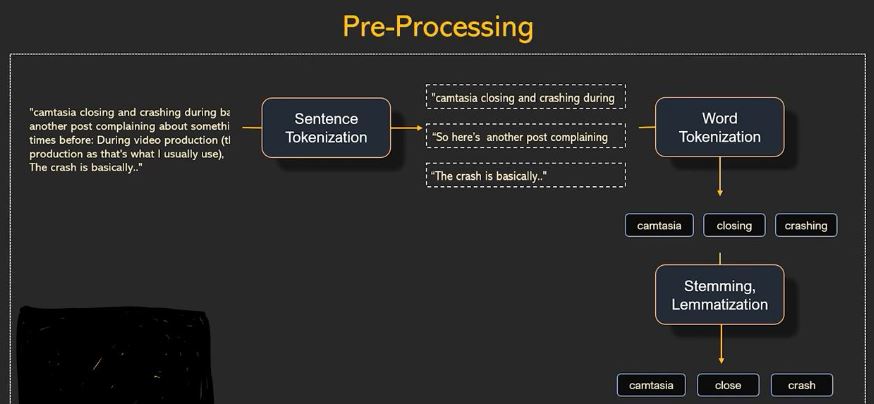 Pre-Processing
"camtasia closing and crashing during ba
another post complaining about somethi
times before: During video production (t
production as that's what I usually use),
The crash is basically.."
Sentence
Tokenization
"camtasia closing and crashing during
"So here's another post complaining
"The crash is basically.."
Word
Tokenization
camtasia
closing
crashing
Stemming,
Lemmatization
camtasia
close
crash